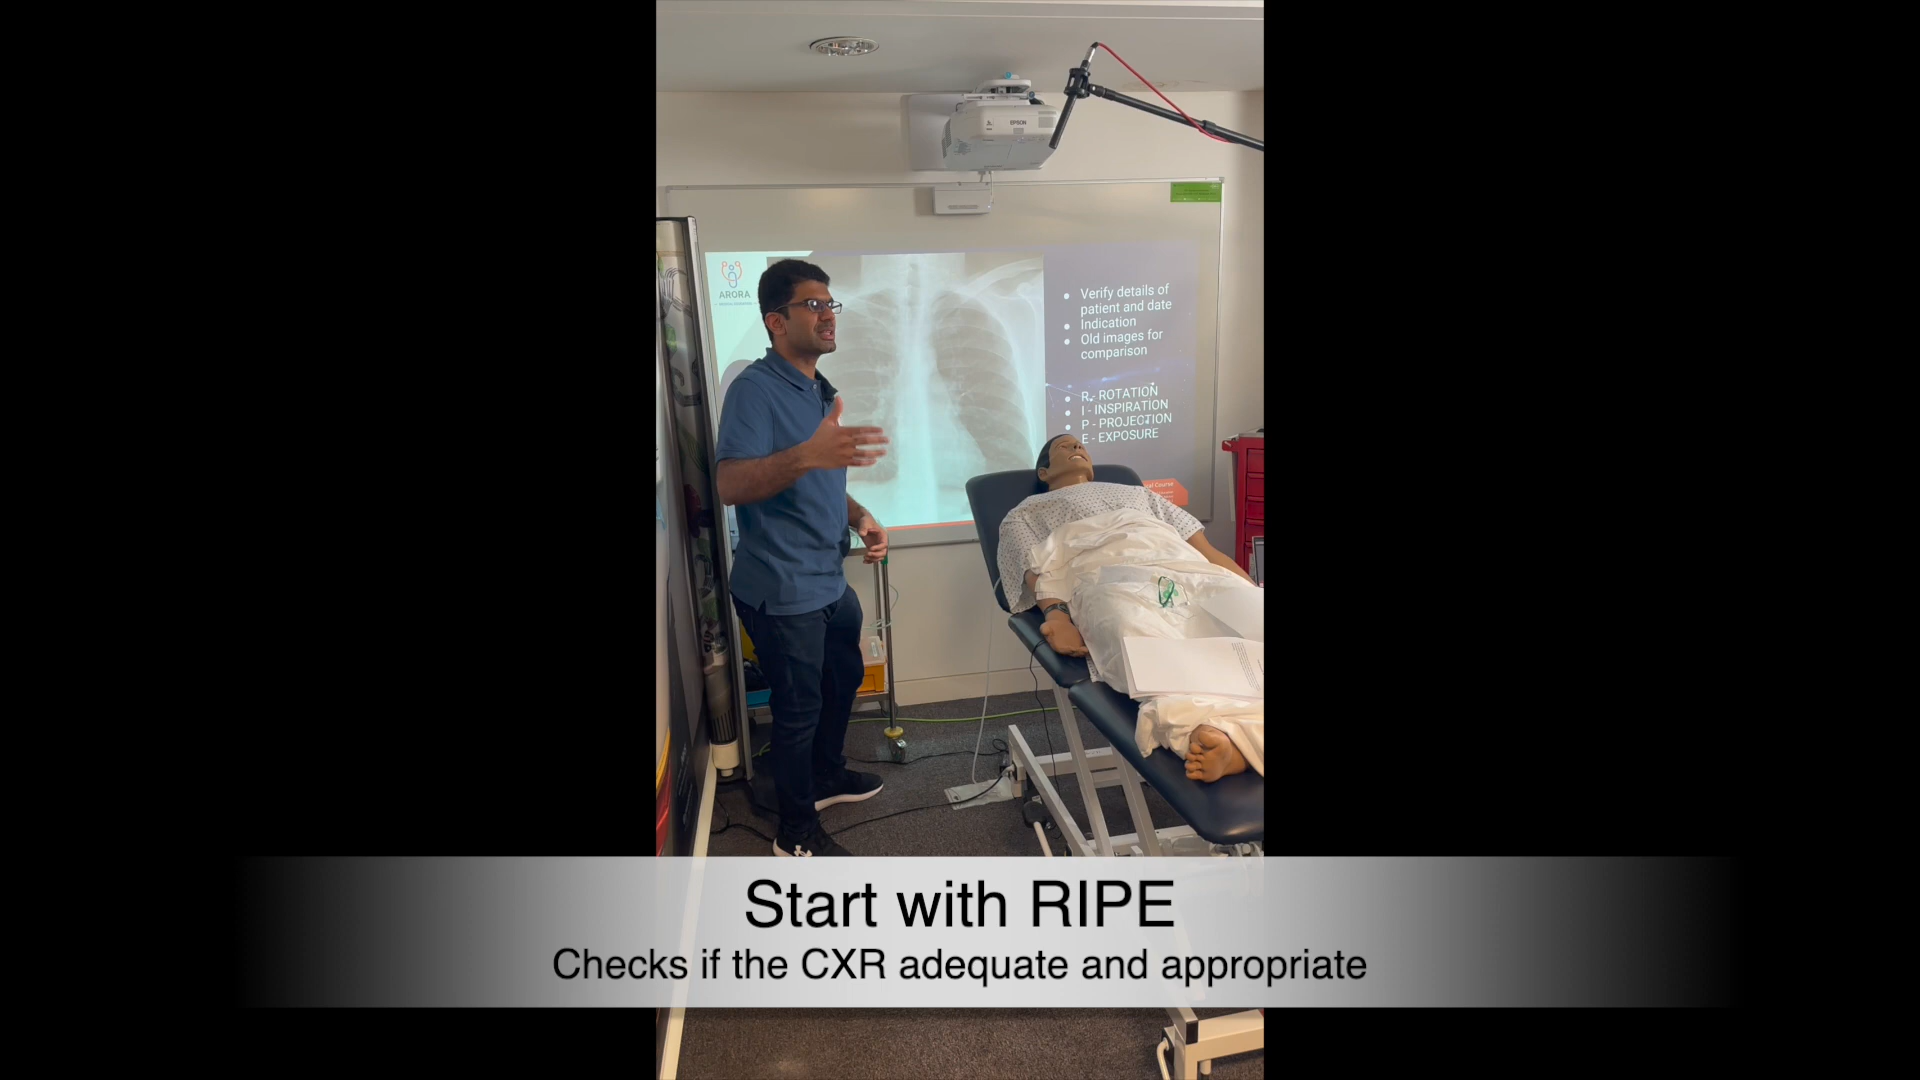 EPSON
ARORA
Verify details of
patient and date
Indication
Old images for
comparison
R - ROTATION
I - INSPIRATION
P - PROJECTION
E - EXPOSURE
Course
Start with RIPE
Checks if the CXR adequate and appropriate